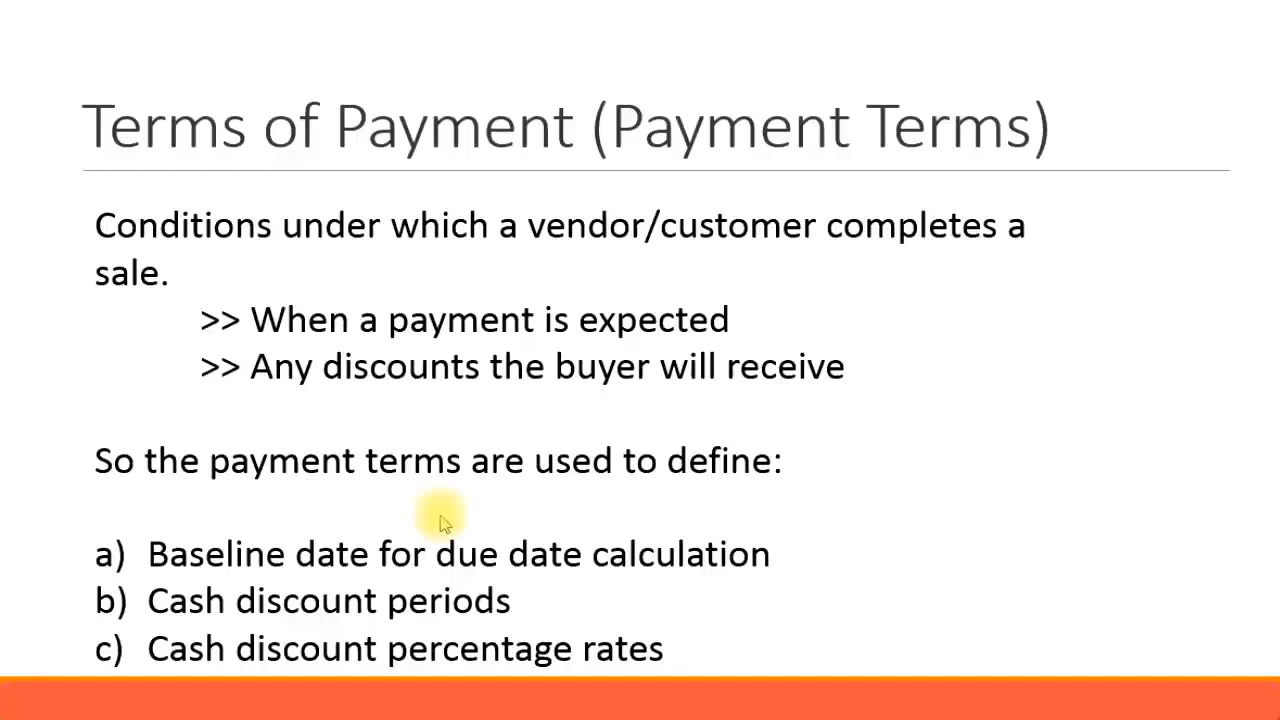 Terms of Payment (Payment Terms)
Conditions under which a vendor/customer completes a
sale.
>> When a payment is expected
>> Any discounts the buyer will receive
So the payment terms are used to define:
a) Baseline date for due date calculation
b) Cash discount periods
c) Cash discount percentage rates